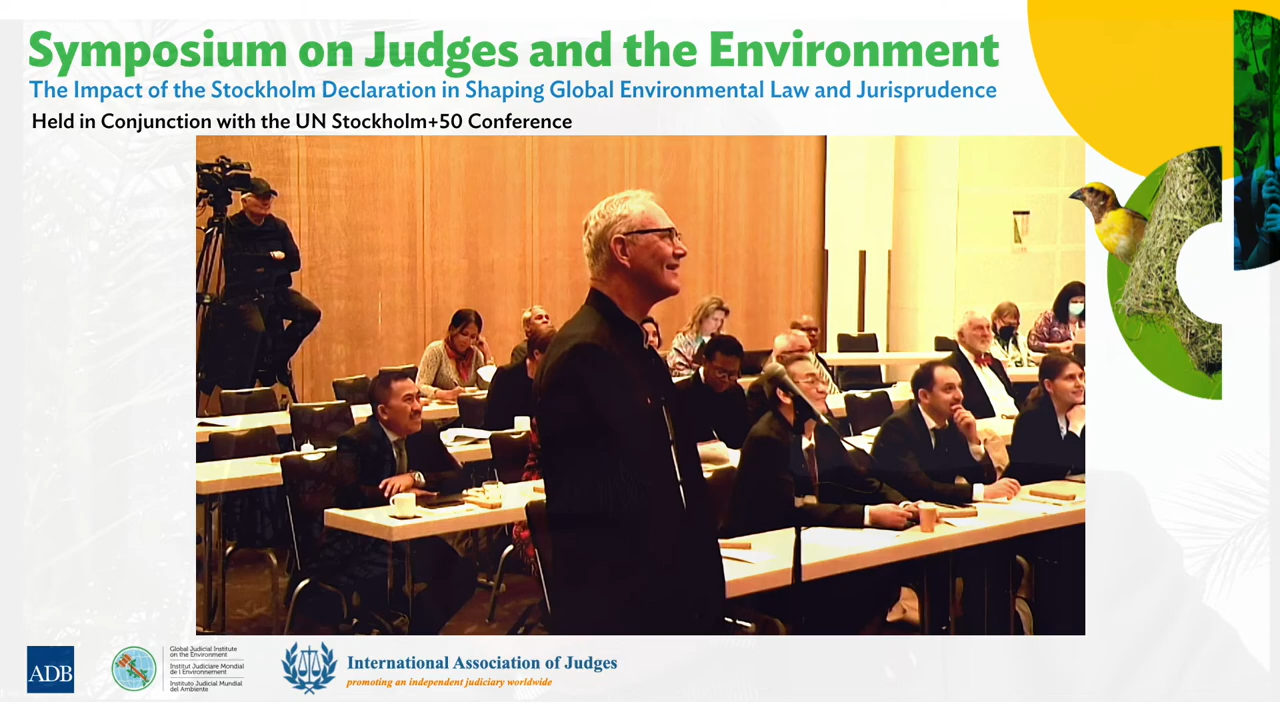 Symposium on Judges and the Environment
The Impact of the Stockholm Declaration in Shaping Global Environmental Law and Jurisprudence
Held in Conjunction with the UN Stockholm+50 Conference
ADB
Global Judicial Institute
on the Environment
Institut Judiciaire Mondial
de l Environnement
Instituto Judicial Mundial
del Ambiente
International Association of Judges
promoting an independent judiciary worldwide